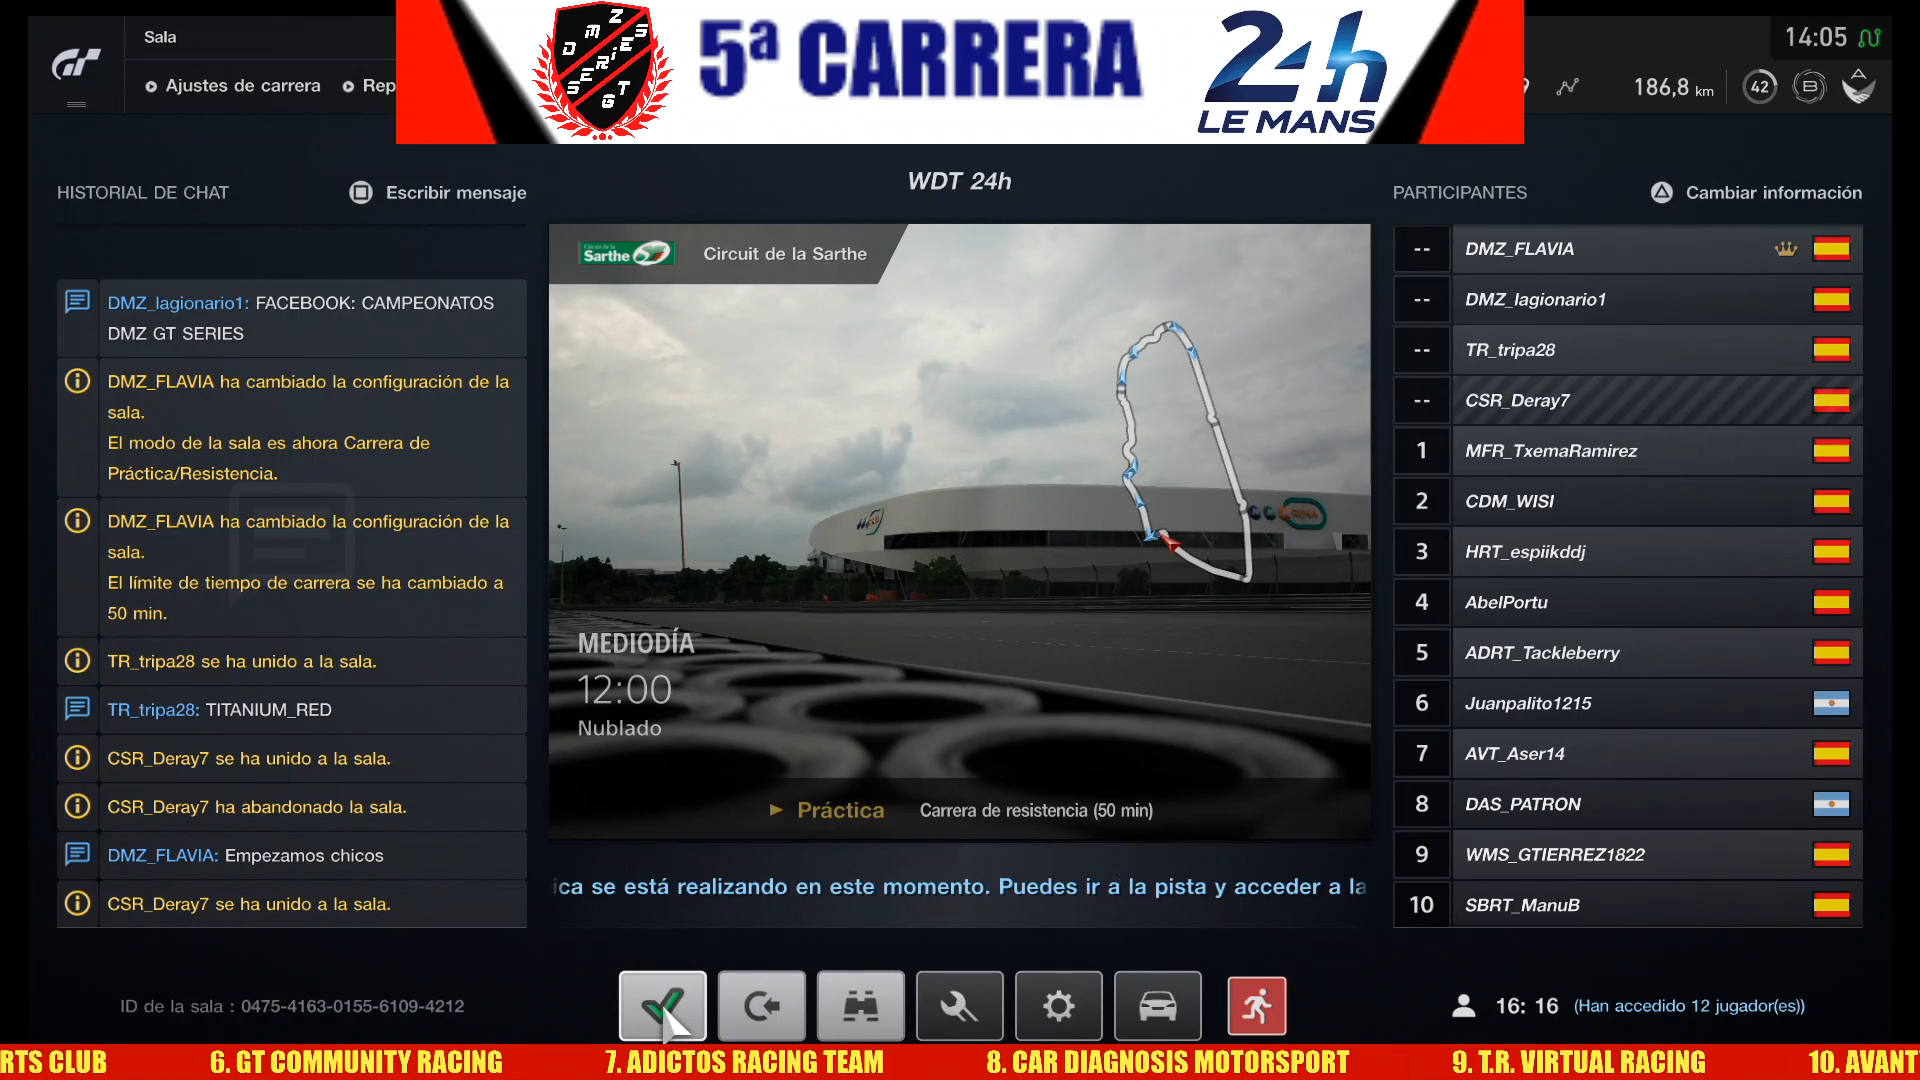 Sala
Ajustes de carrera
Rep
DMZ SERIES GT
5ª CARRERA
24h
LE MANS
14:05
186,8 km
42
B
HISTORIAL DE CHAT
Escribir mensaje
WDT 24h
PARTICIPANTES
Cambiar información
DMZ_lagionario1: FACEBOOK: CAMPEONATOS
DMZ GT SERIES
DMZ_FLAVIA ha cambiado la configuración de la
sala.
El modo de la sala es ahora Carrera de
Práctica/Resistencia.
DMZ_FLAVIA ha cambiado la configuración de la
sala.
El límite de tiempo de carrera se ha cambiado a
50 min.
TR_tripa28 se ha unido a la sala.
TR_tripa28: TITANIUM_RED
CSR_Deray7 se ha unido a la sala.
CSR_Deray7 ha abandonado la sala.
DMZ_FLAVIA: Empezamos chicos
CSR_Deray7 se ha unido a la sala.
Circuit de la
Sarthe
Circuit de la Sarthe
MEDIODÍA
12:00
Nublado
Práctica
Carrera de resistencia (50 min)
ica se está realizando en este momento. Puedes ir a la pista y acceder a la
-- DMZ_FLAVIA
-- DMZ_lagionario1
-- TR_tripa28
-- CSR_Deray7
1 MFR_TxemaRamirez
2 CDM_WISI
3 HRT_espiikddj
4 AbelPortu
5 ADRT_Tackleberry
6 Juanpalito1215
7 AVT_Aser14
8 DAS_PATRON
9 WMS_GTIERREZ1822
10 SBRT_ManuB
ID de la sala : 0475-4163-0155-6109-4212
16: 16 (Han accedido 12 jugador(es))
RTS CLUB 6. GT COMMUNITY RACING 7. ADICTOS RACING TEAM 8. CAR DIAGNOSIS MOTORSPORT 9. T.R. VIRTUAL RACING 10. AVANT